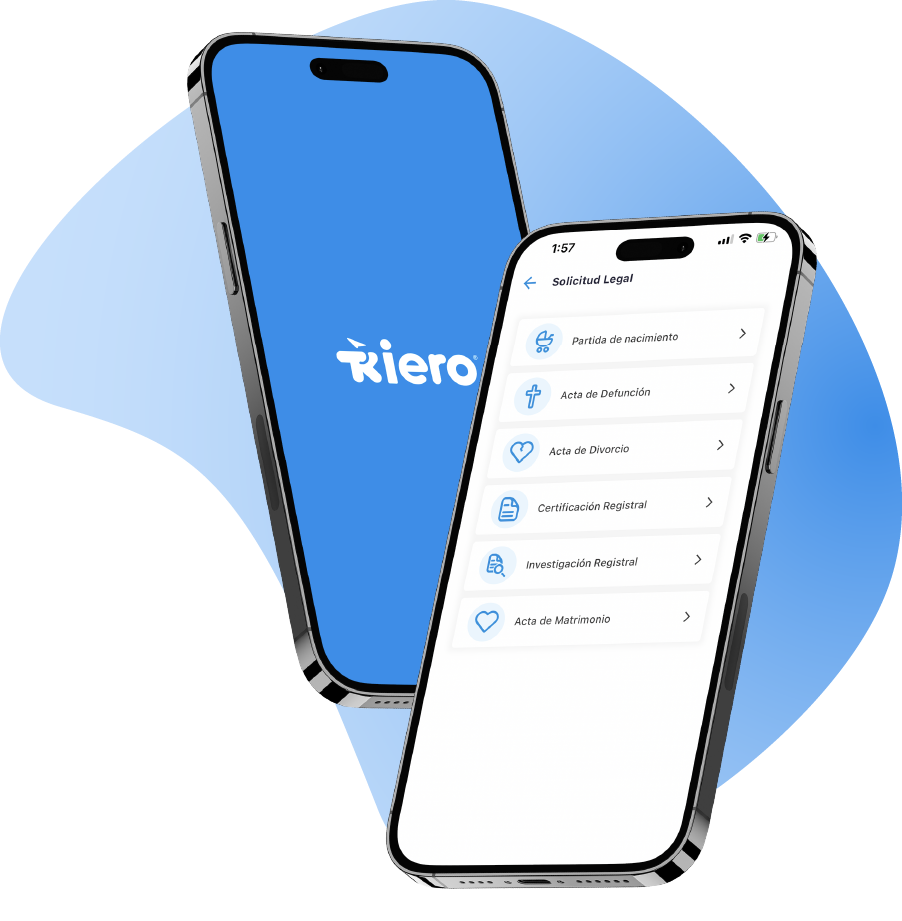 Kiero®
1:57
Solicitud Legal
Partida de nacimiento
Acta de Defunción
Acta de Divorcio
Certificación Registral
Investigación Registral
Acta de Matrimonio